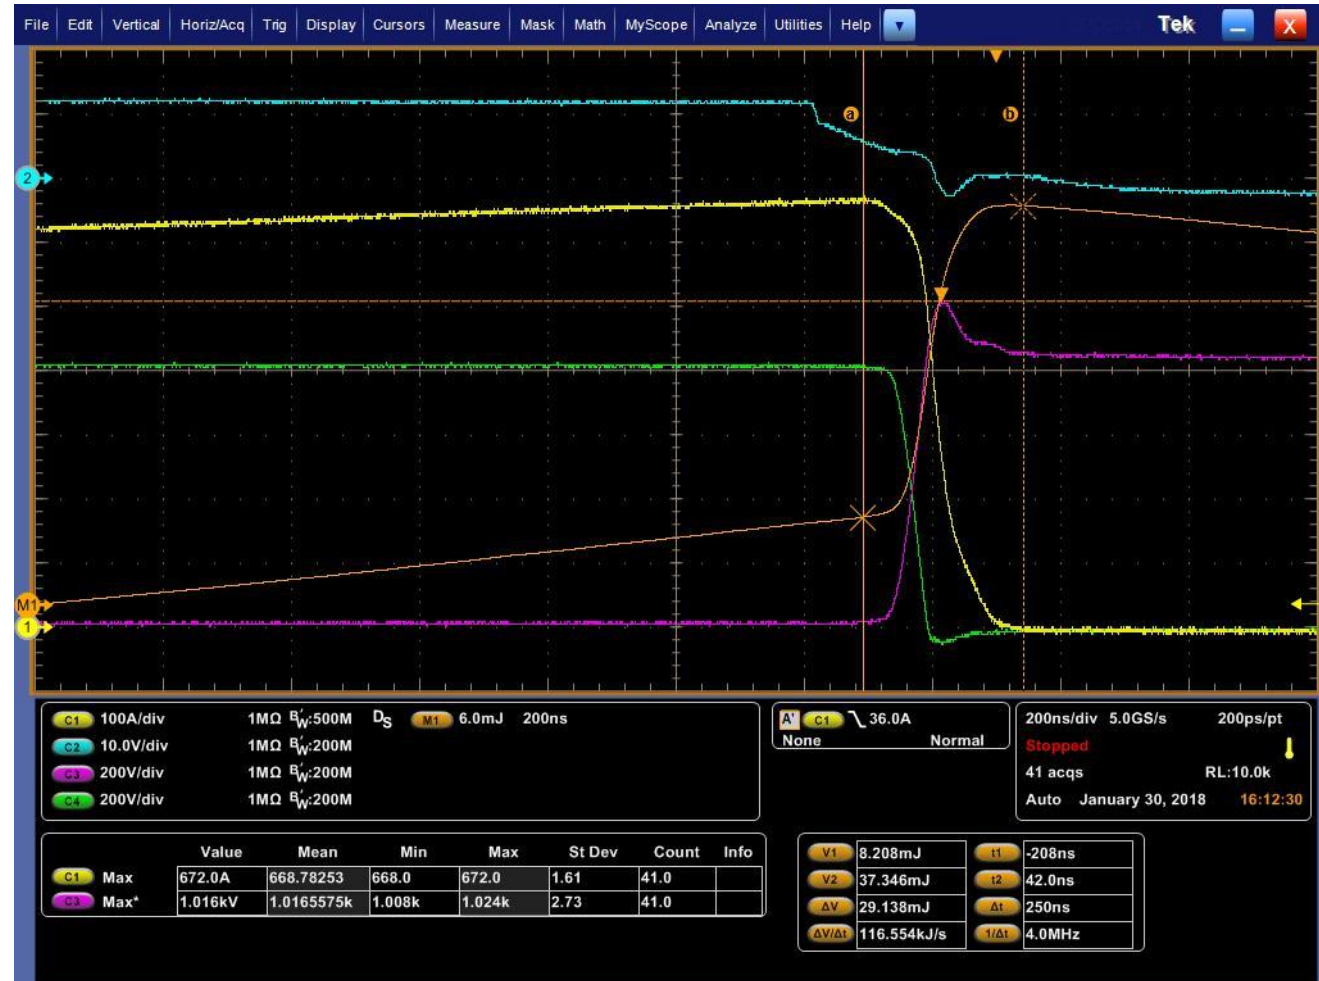 File Edit Vertical Horiz/Acq Trig Display Cursors Measure Mask Math MyScope Analyze Utilities Help Tek X
a b
2
M1
1
C1 100A/div 1MΩ BW:500M DS M1 6.0mJ 200ns
C2 10.0V/div 1MΩ BW:200M
C3 200V/div 1MΩ BW:200M
C4 200V/div 1MΩ BW:200M
A' C1 36.0A
None Normal
200ns/div 5.0GS/s 200ps/pt
Stopped
41 acqs RL:10.0k
Auto January 30, 2018 16:12:30
Value Mean Min Max St Dev Count Info
C1 Max 672.0A 668.78253 668.0 672.0 1.61 41.0
C3 Max* 1.016kV 1.0165575k 1.008k 1.024k 2.73 41.0
V1 8.208mJ t1 -208ns
V2 37.346mJ t2 42.0ns
ΔV 29.138mJ Δt 250ns
ΔV/Δt 116.554kJ/s 1/Δt 4.0MHz